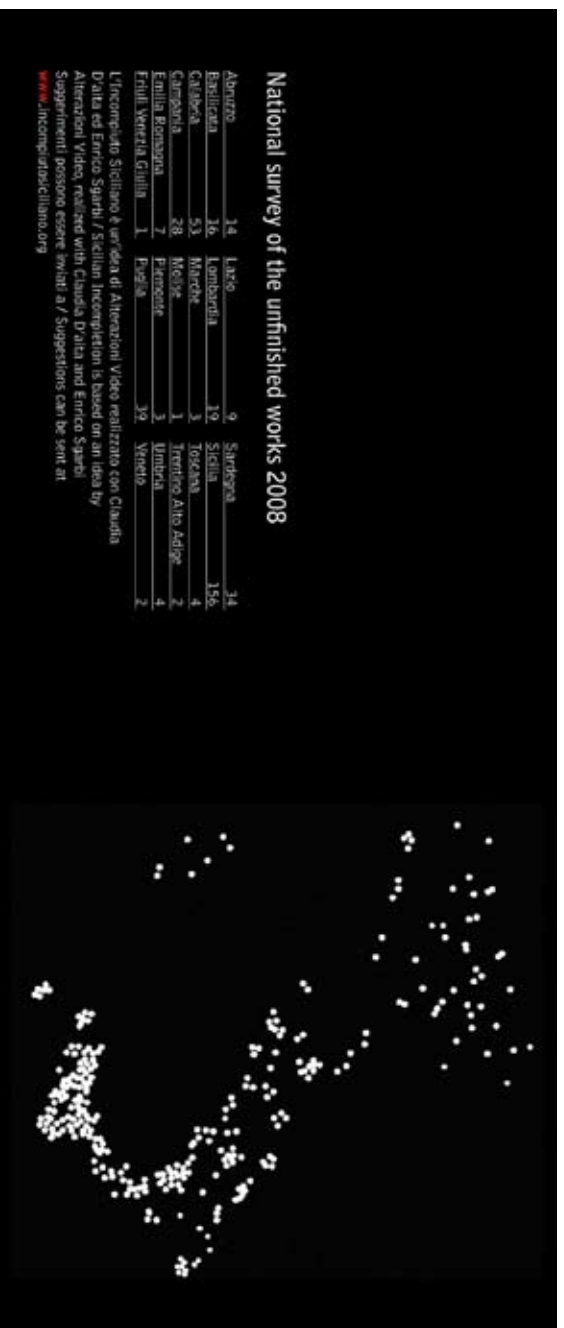 National survey of the unfinished works 2008
Abruzzo 14 Lazio 9 Sardegna 34
Basilicata 16 Lombardia 19 Sicilia 156
Calabria 53 Marche 3 Toscana 4
Campania 28 Molise 1 Trentino Alto Adige 2
Emilia Romagna 7 Piemonte 3 Umbria 4
Friuli Venezia Giulia 1 Puglia 39 Veneto 2
L'Incompiuto Siciliano è un'idea di Alterazioni Video realizzato con Claudia
D'aita ed Enrico Sgarbi / Sicilian Incompletion is based on an idea by
Alterazioni Video, realized with Claudia D'aita and Enrico Sgarbi
Suggerimenti possono essere inviati a / Suggestions can be sent at
www.incompiutosiciliano.org